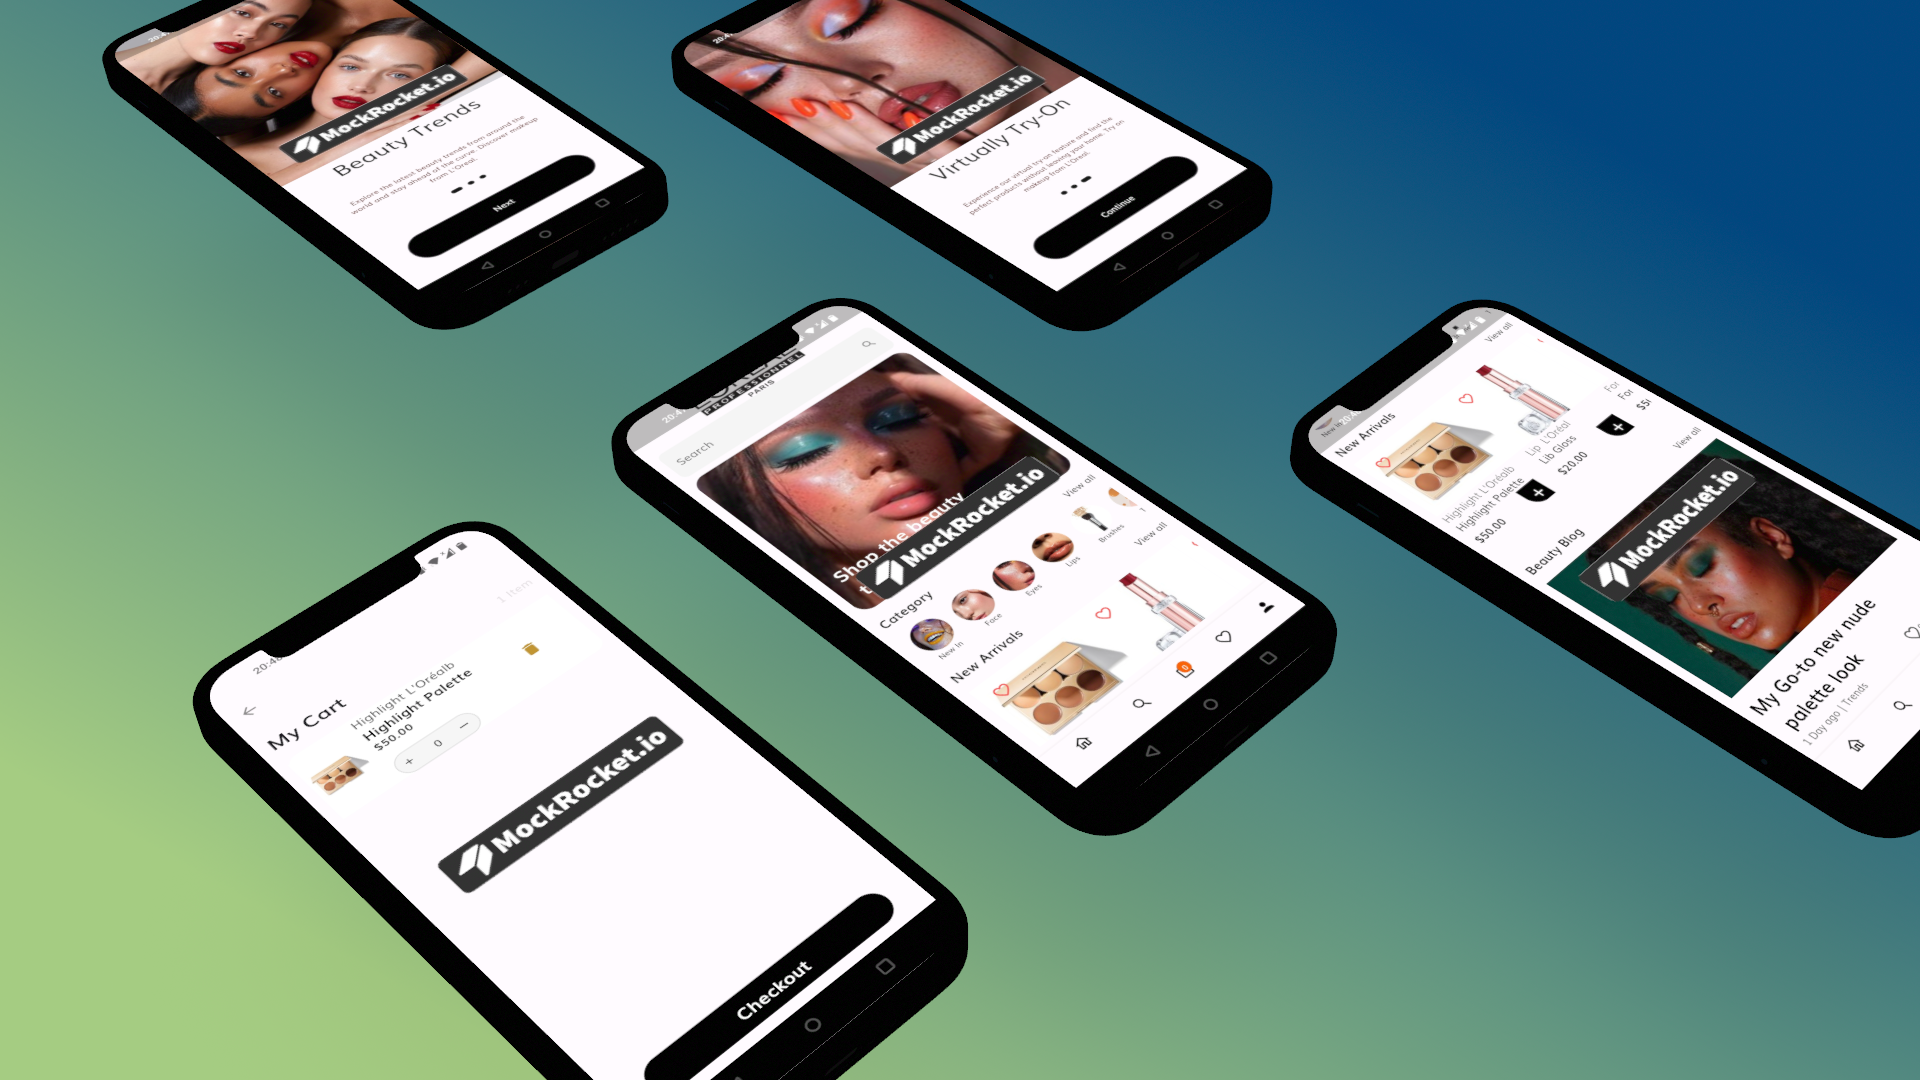 20:4
MockRocket.io
Beauty Trends
Explore the latest beauty trends from around the
world and stay ahead of the curve. Discover makeup
from L'Oreal.
Next
20:4
MockRocket.io
Virtually Try-On
Experience our virtual try-on feature and find the
perfect products without leaving your home. Try on
makeup from L'Oreal.
Continue
20:4
PROFESSIONNEL
PARIS
Search
Shop the beauty
t
MockRocket.io
Category
View all
New In
Face
Eyes
Lips
Brushes
New Arrivals
View all
0
New In
20:4
New Arrivals
View all
Highlight L'Oréalb
Highlight Palette
$50.00
Lip L'Oréal
Lib Gloss
$20.00
For
For
$5
Beauty Blog
View all
MockRocket.io
My Go-to new nude
palette look
1 Day ago | Trends
20:48
My Cart
1 Item
Highlight L'Oréalb
Highlight Palette
$50.00
+ 0 −
MockRocket.io
Checkout